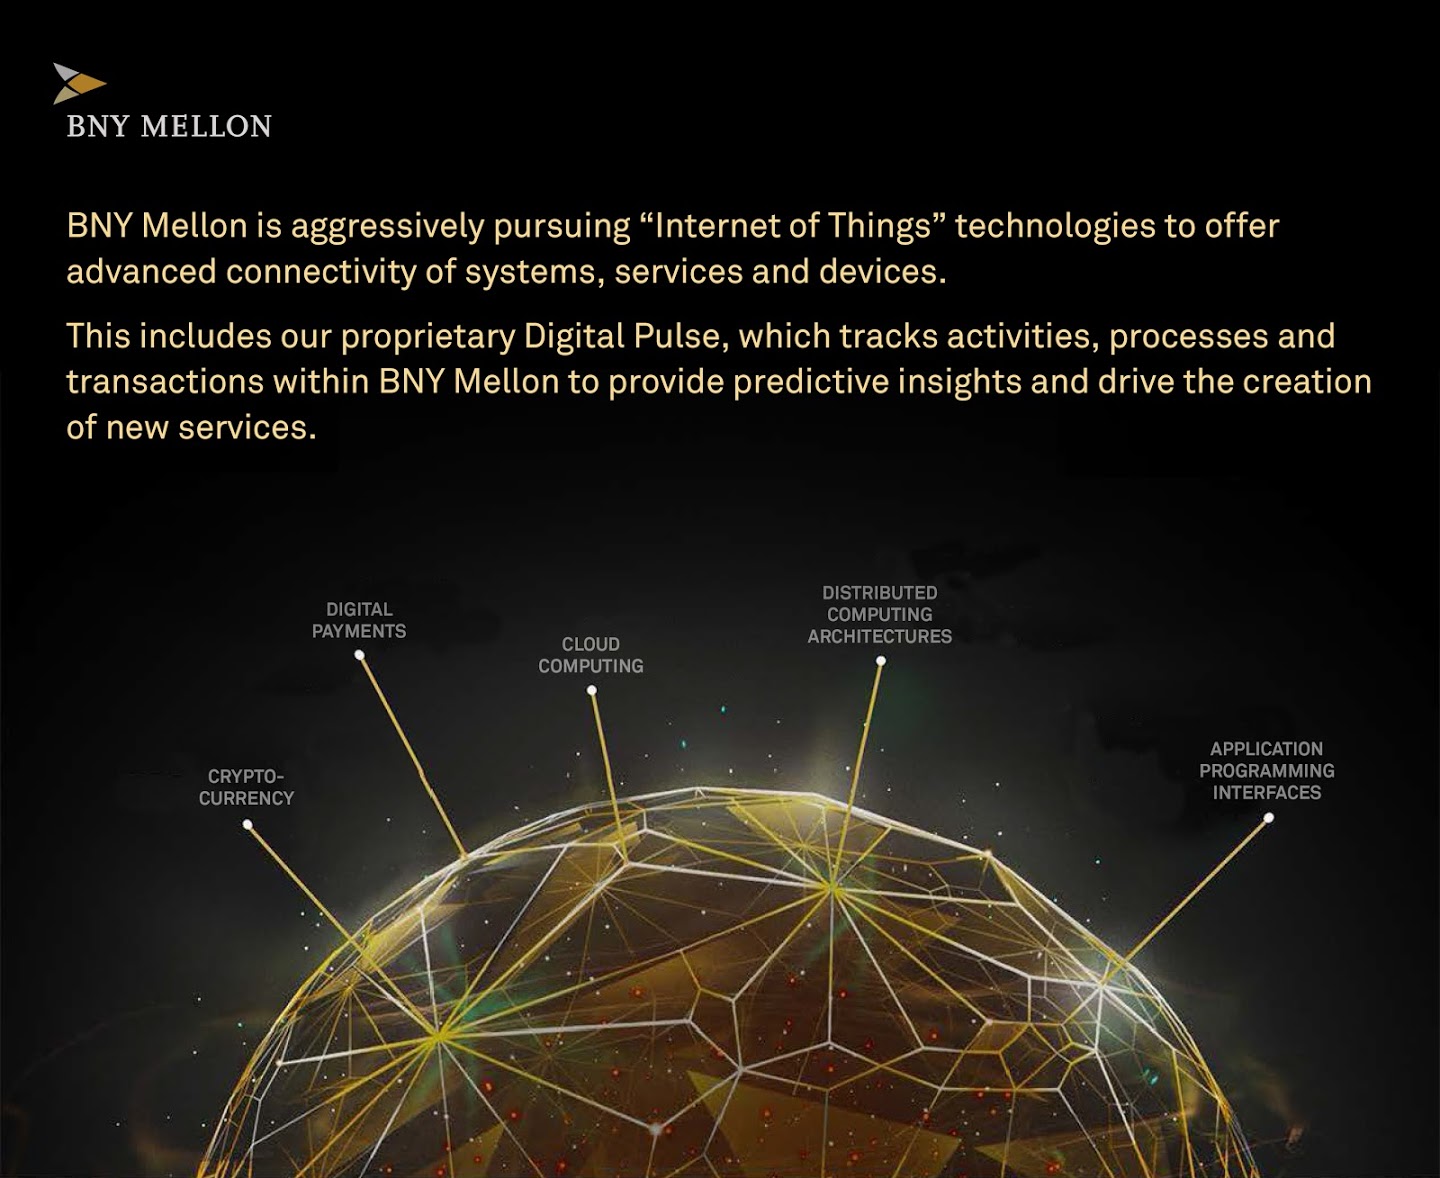 BNY MELLON
BNY Mellon is aggressively pursuing “Internet of Things” technologies to offer
advanced connectivity of systems, services and devices.
This includes our proprietary Digital Pulse, which tracks activities, processes and
transactions within BNY Mellon to provide predictive insights and drive the creation
of new services.
DIGITAL
PAYMENTS
CLOUD
COMPUTING
DISTRIBUTED
COMPUTING
ARCHITECTURES
CRYPTO-
CURRENCY
APPLICATION
PROGRAMMING
INTERFACES